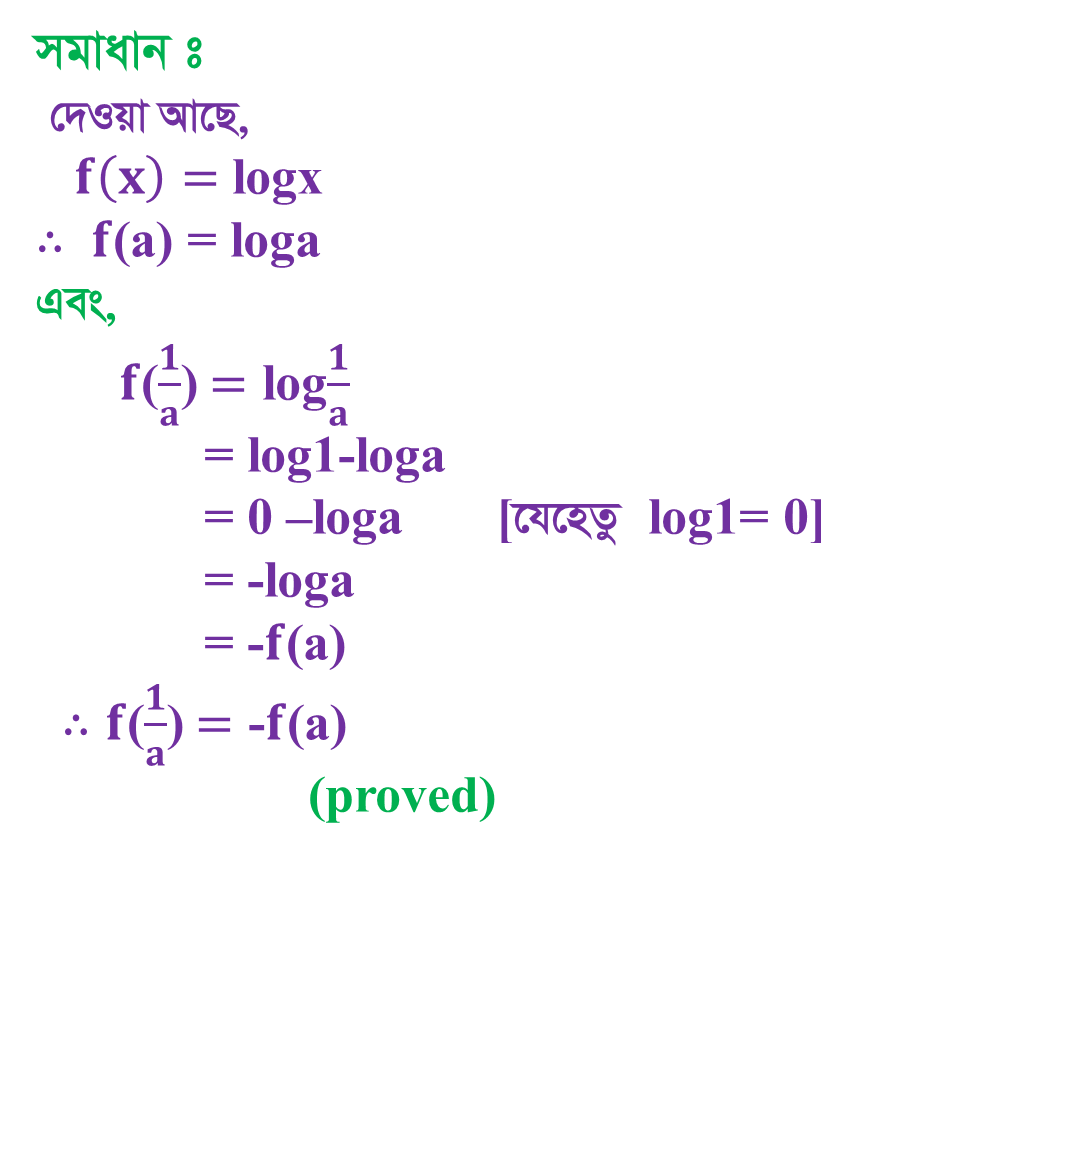 সমাধান ঃ
দেওয়া আছে,
f(x) = logx
∴ f(a) = loga
এবং,
f(1/a) = log1/a
= log1-loga
= 0 –loga [যেহেতু log1= 0]
= -loga
= -f(a)
∴ f(1/a) = -f(a)
(proved)